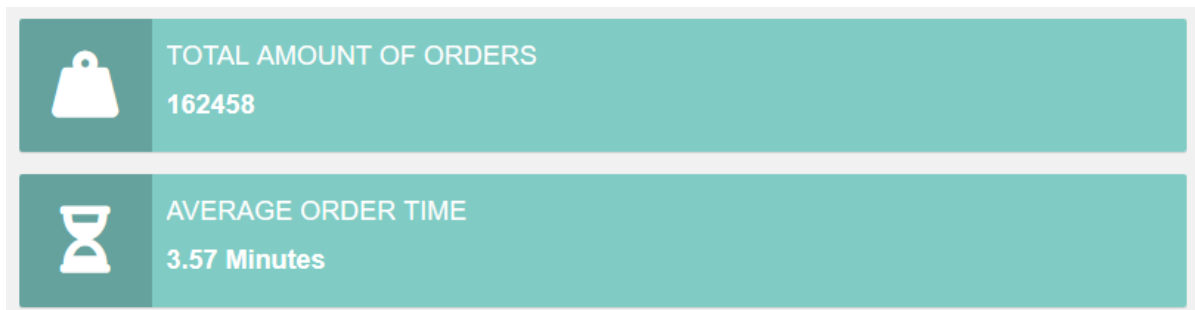 TOTAL AMOUNT OF ORDERS
162458
AVERAGE ORDER TIME
3.57 Minutes